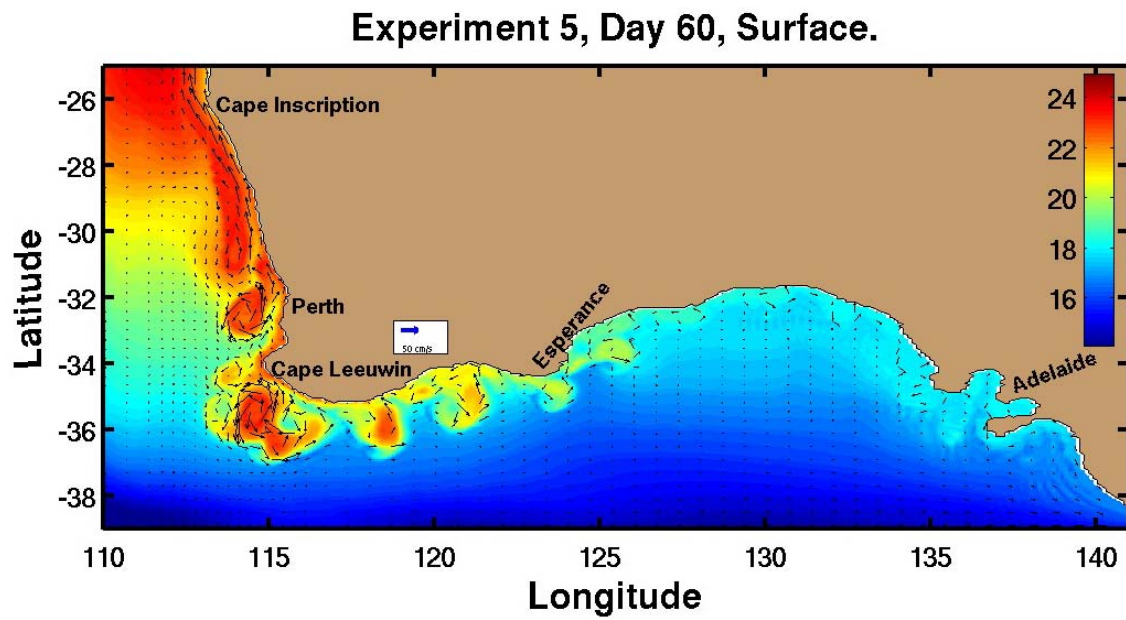 Experiment 5, Day 60, Surface.
Latitude
-26
-28
-30
-32
-34
-36
-38
Cape Inscription
Perth
Cape Leeuwin
50 cm/s
Esperance
Adelaide
24
22
20
18
16
110
115
120
125
130
135
140
Longitude